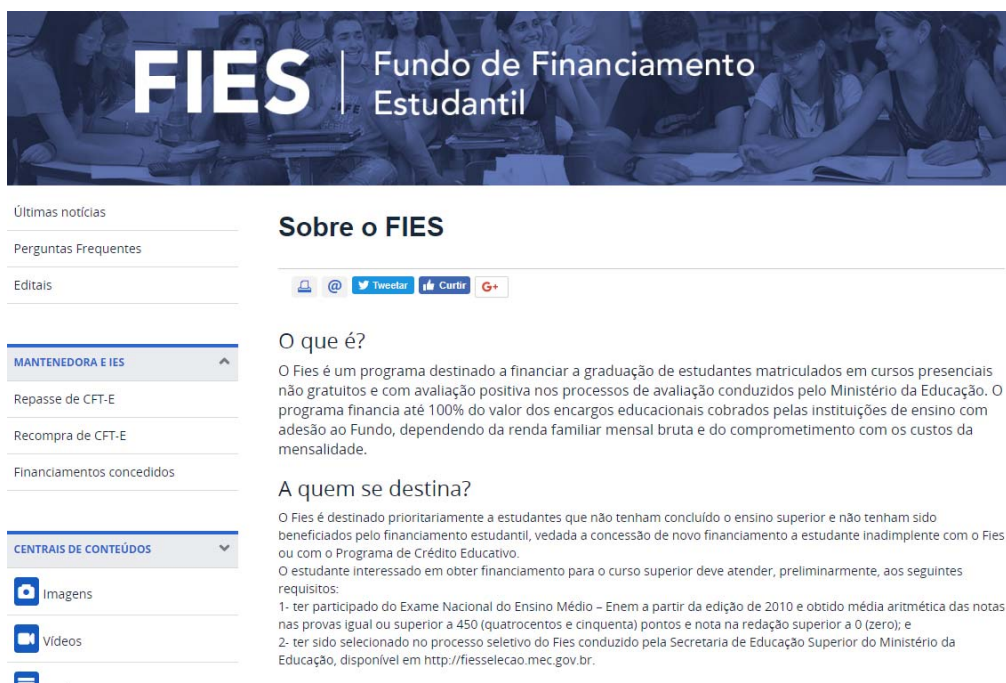 FIES
Fundo de Financiamento
Estudantil
Últimas notícias
Perguntas Frequentes
Editais
MANTENEDORA E IES
Repasse de CFT-E
Recompra de CFT-E
Financiamentos concedidos
CENTRAIS DE CONTEÚDOS
Imagens
Vídeos
Sobre o FIES
@ Tweetar Curtir G+
O que é?
O Fies é um programa destinado a financiar a graduação de estudantes matriculados em cursos presenciais
não gratuitos e com avaliação positiva nos processos de avaliação conduzidos pelo Ministério da Educação. O
programa financia até 100% do valor dos encargos educacionais cobrados pelas instituições de ensino com
adesão ao Fundo, dependendo da renda familiar mensal bruta e do comprometimento com os custos da
mensalidade.
A quem se destina?
O Fies é destinado prioritariamente a estudantes que não tenham concluído o ensino superior e não tenham sido
beneficiados pelo financiamento estudantil, vedada a concessão de novo financiamento a estudante inadimplente com o Fies
ou com o Programa de Crédito Educativo.
O estudante interessado em obter financiamento para o curso superior deve atender, preliminarmente, aos seguintes
requisitos:
1- ter participado do Exame Nacional do Ensino Médio – Enem a partir da edição de 2010 e obtido média aritmética das notas
nas provas igual ou superior a 450 (quatrocentos e cinquenta) pontos e nota na redação superior a 0 (zero); e
2- ter sido selecionado no processo seletivo do Fies conduzido pela Secretaria de Educação Superior do Ministério da
Educação, disponível em http://fiesselecao.mec.gov.br.